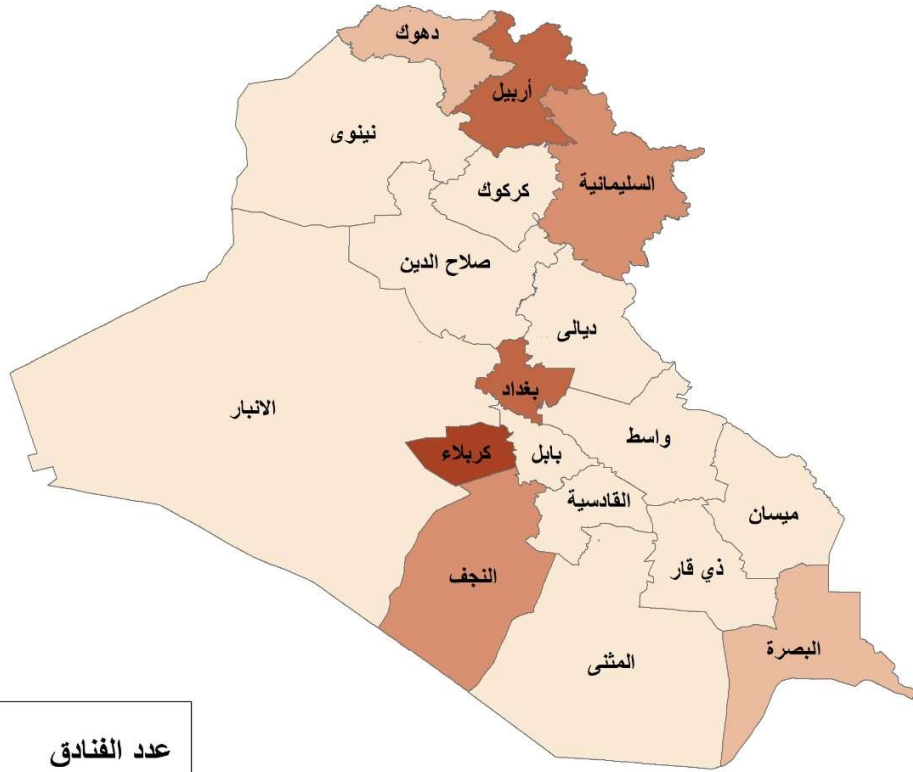 دهوك
أربيل
نينوى
السليمانية
كركوك
صلاح الدين
ديالى
بغداد
الانبار
واسط
كربلاء
بابل
القادسية
ميسان
ذي قار
النجف
البصرة
المثنى
عدد الفنادق